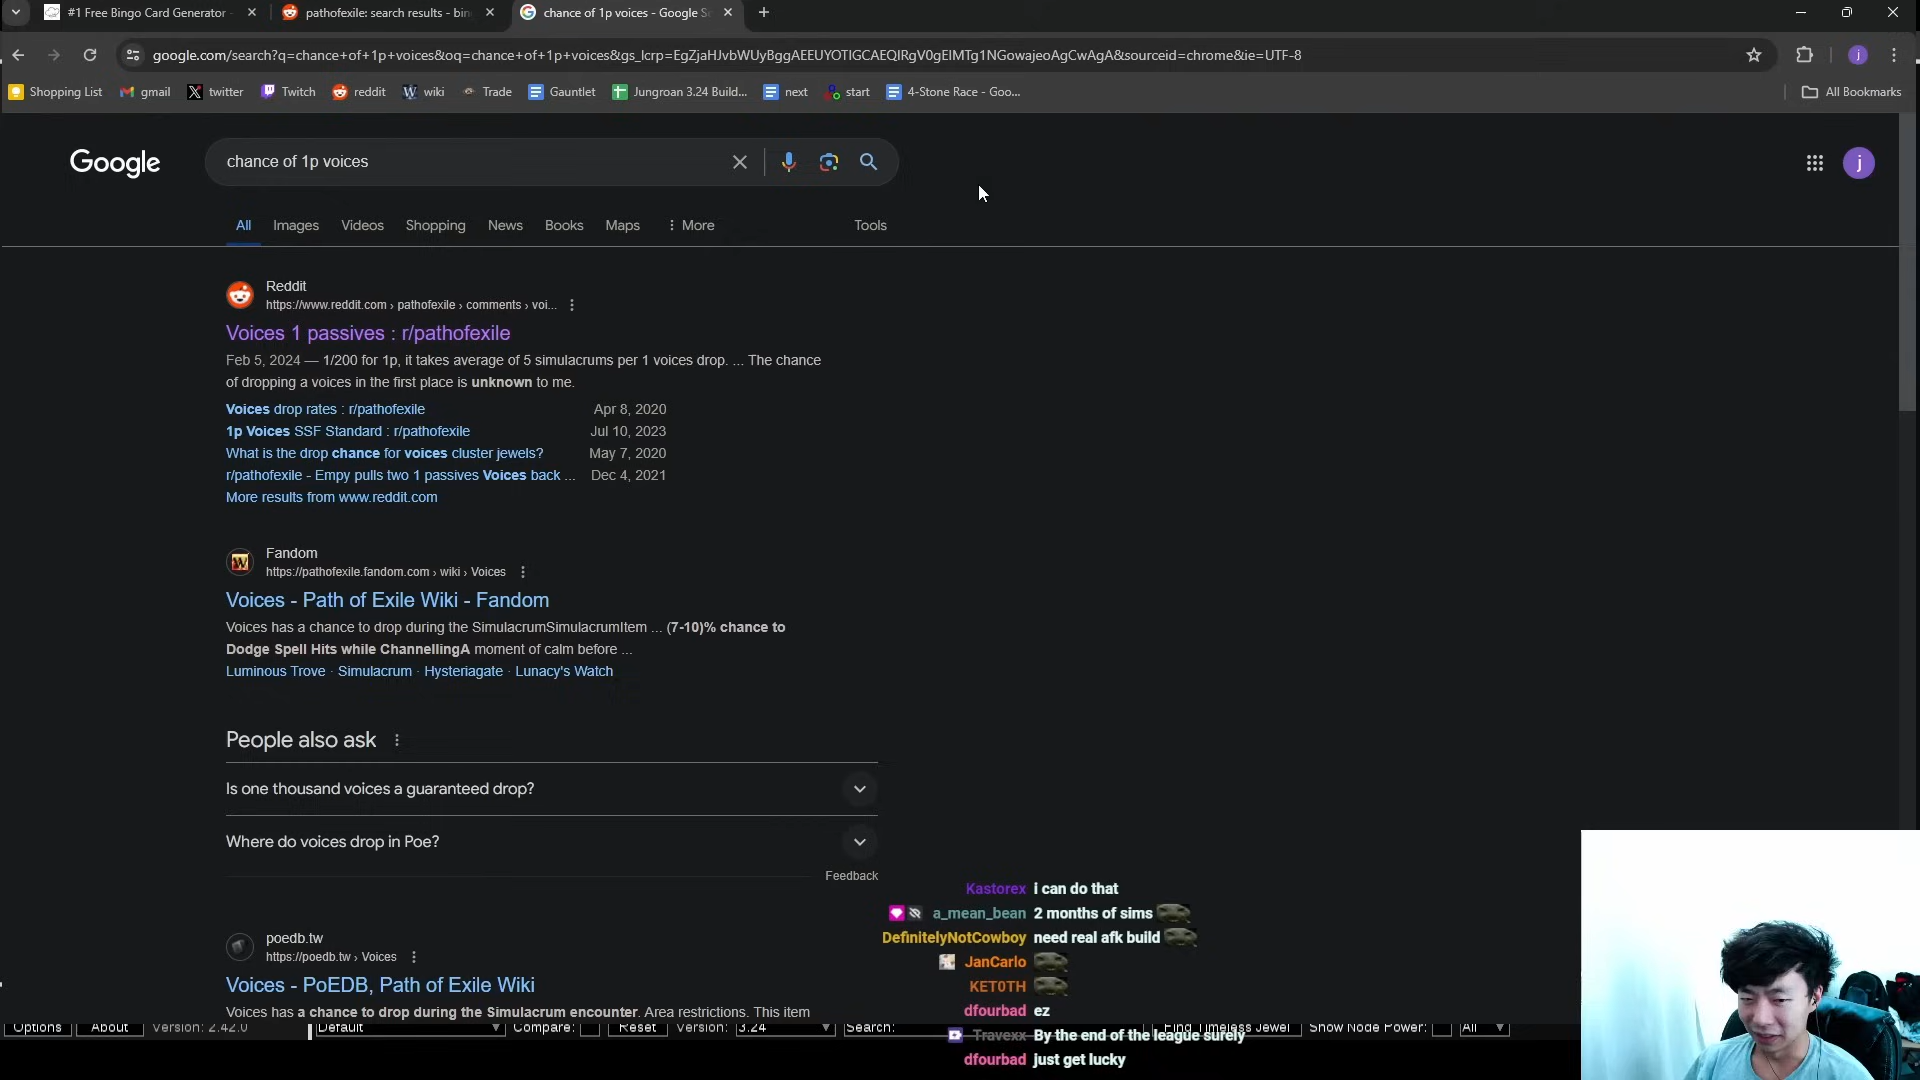 #1 Free Bingo Card Generator
pathofexile: search results - bin
chance of 1p voices - Google S
google.com/search?q=chance+of+1p+voices&oq=chance+of+1p+voices&gs_lcrp=EgZjaHJvbWUyBggAEEUYOTIGCAEQIRgV0gEIMTg1NGowajeoAgCwAgA&sourceid=chrome&ie=UTF-8
j
Shopping List
gmail
twitter
Twitch
reddit
wiki
Trade
Gauntlet
Jungroan 3.24 Build...
next
start
4-Stone Race - Goo...
All Bookmarks
Google
chance of 1p voices
j
All Images Videos Shopping News Books Maps More Tools
Reddit
https://www.reddit.com › pathofexile › comments › voi...
Voices 1 passives : r/pathofexile
Feb 5, 2024 — 1/200 for 1p, it takes average of 5 simulacrums per 1 voices drop. ... The chance
of dropping a voices in the first place is unknown to me.
Voices drop rates : r/pathofexile Apr 8, 2020
1p Voices SSF Standard : r/pathofexile Jul 10, 2023
What is the drop chance for voices cluster jewels? May 7, 2020
r/pathofexile - Empy pulls two 1 passives Voices back ... Dec 4, 2021
More results from www.reddit.com
Fandom
https://pathofexile.fandom.com › wiki › Voices
Voices - Path of Exile Wiki - Fandom
Voices has a chance to drop during the SimulacrumSimulacrumItem ... (7-10)% chance to
Dodge Spell Hits while ChannellingA moment of calm before ...
Luminous Trove · Simulacrum · Hysteriagate · Lunacy's Watch
People also ask
Is one thousand voices a guaranteed drop?
Where do voices drop in Poe?
Feedback
Kastorex i can do that
a_mean_bean 2 months of sims
DefinitelyNotCowboy need real afk build
JanCarlo
KET0TH
dfourbad ez
Travexx By the end of the league surely
dfourbad just get lucky
poedb.tw
https://poedb.tw › Voices
Voices - PoEDB, Path of Exile Wiki
Voices has a chance to drop during the Simulacrum encounter. Area restrictions. This item
Options About Version: 2.42.0 Default Compare: Reset Version: 3.24 Search: Find Timeless Jewel Show Node Power: All